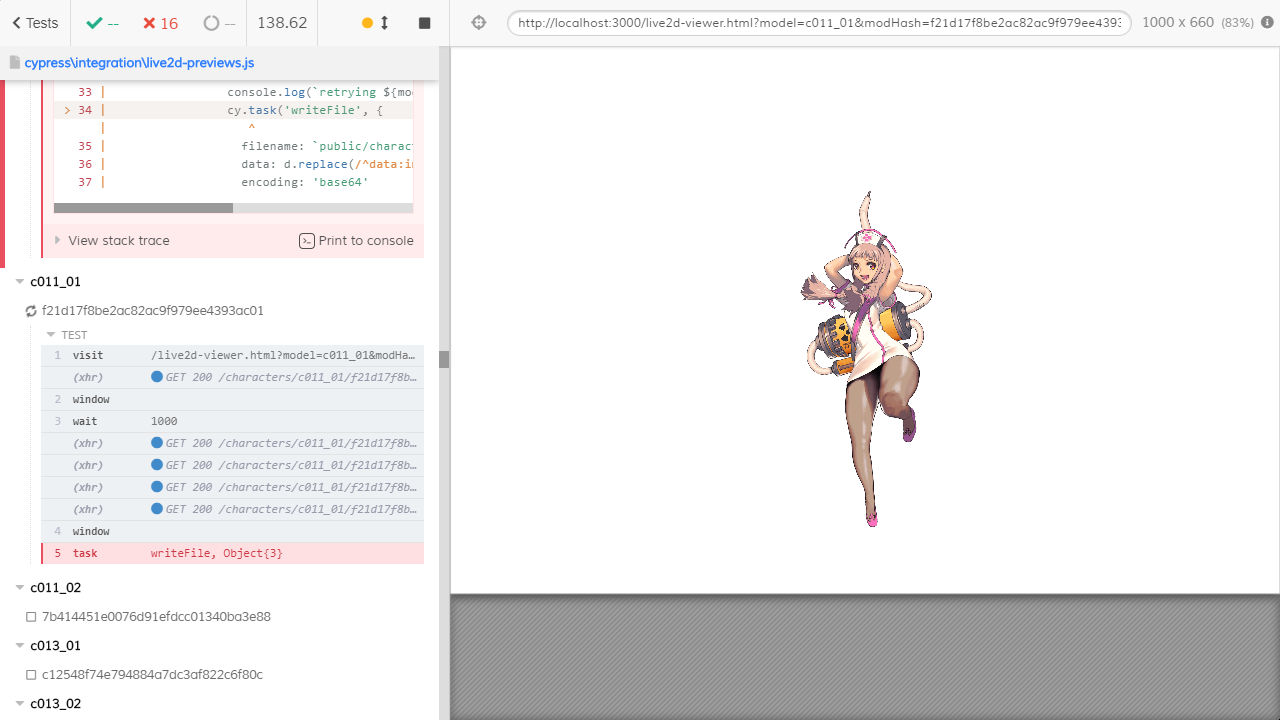 Tests
--
16
--
138.62
http://localhost:3000/live2d-viewer.html?model=c011_01&modHash=f21d17f8be2ac82ac9f979ee4393
1000 x 660 (83%)
cypress\integration\live2d-previews.js
33 | console.log(`retrying ${mo
> 34 | cy.task('writeFile', {
| ^
35 | filename: `public/charact
36 | data: d.replace(/^data:i
37 | encoding: 'base64'
View stack trace
Print to console
c011_01
f21d17f8be2ac82ac9f979ee4393ac01
TEST
1 visit /live2d-viewer.html?model=c011_01&modHa…
(xhr) GET 200 /characters/c011_01/f21d17f8b…
2 window
3 wait 1000
(xhr) GET 200 /characters/c011_01/f21d17f8b…
(xhr) GET 200 /characters/c011_01/f21d17f8b…
(xhr) GET 200 /characters/c011_01/f21d17f8b…
(xhr) GET 200 /characters/c011_01/f21d17f8b…
4 window
5 task writeFile, Object{3}
c011_02
7b414451e0076d91efdcc01340ba3e88
c013_01
c12548f74e794884a7dc3af822c6f80c
c013_02